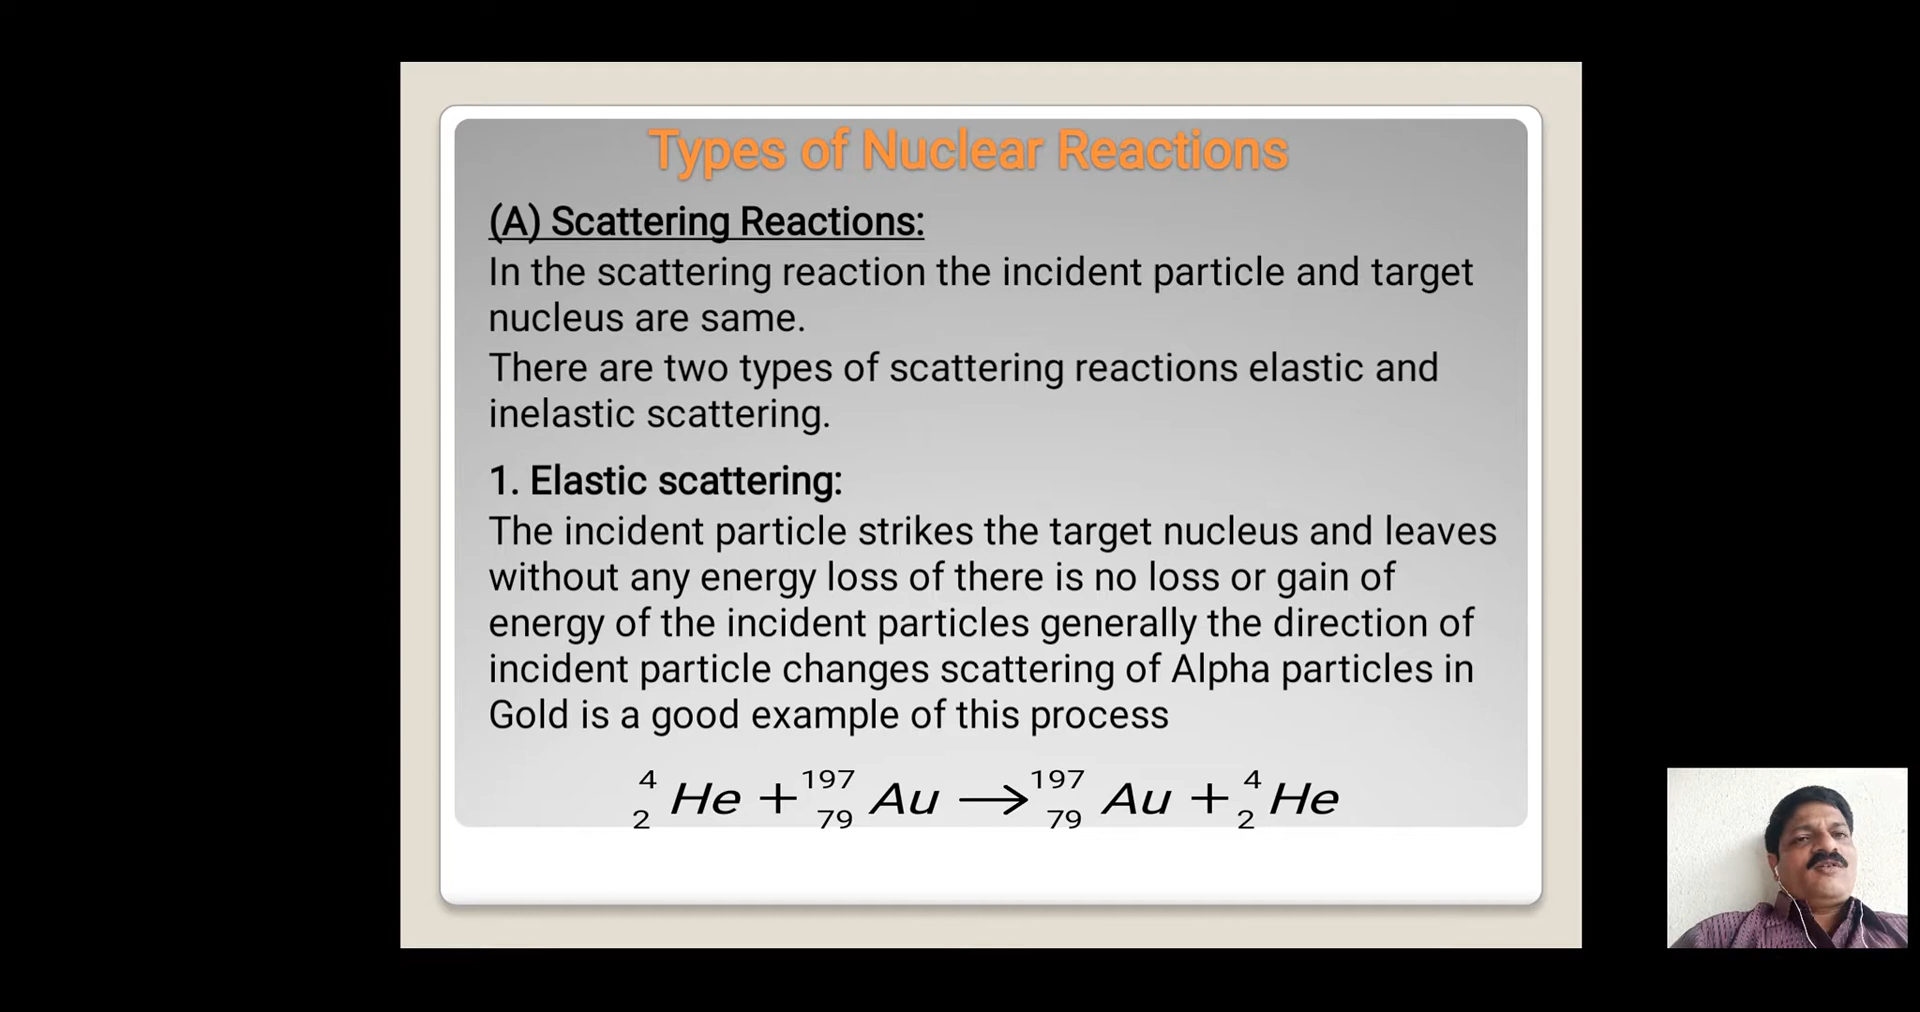 Types of Nuclear Reactions
(A) Scattering Reactions:
In the scattering reaction the incident particle and target
nucleus are same.
There are two types of scattering reactions elastic and
inelastic scattering.
1. Elastic scattering:
The incident particle strikes the target nucleus and leaves
without any energy loss of there is no loss or gain of
energy of the incident particles generally the direction of
incident particle changes scattering of Alpha particles in
Gold is a good example of this process
⁴₂He + ¹⁹⁷₇₉Au → ¹⁹⁷₇₉Au + ⁴₂He